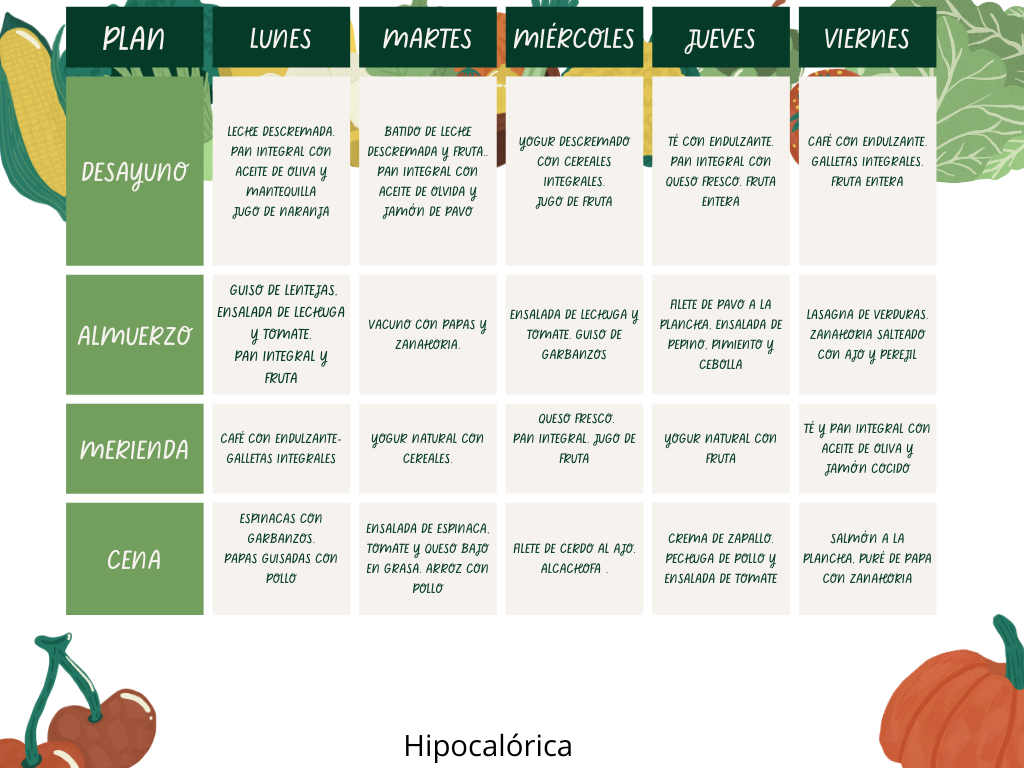 PLAN
LUNES
MARTES
MIÉRCOLES
JUEVES
VIERNES
DESAYUNO
LECHE DESCREMADA.
PAN INTEGRAL CON
ACEITE DE OLIVA Y
MANTEQUILLA
JUGO DE NARANJA
BATIDO DE LECHE
DESCREMADA Y FRUTA..
PAN INTEGRAL CON
ACEITE DE OLVIDA Y
JAMÓN DE PAVO
YOGUR DESCREMADO
CON CEREALES
INTEGRALES.
JUGO DE FRUTA
TÉ CON ENDULZANTE.
PAN INTEGRAL CON
QUESO FRESCO. FRUTA
ENTERA
CAFÉ CON ENDULZANTE.
GALLETAS INTEGRALES.
FRUTA ENTERA
ALMUERZO
GUISO DE LENTEJAS,
ENSALADA DE LECHUGA
Y TOMATE.
PAN INTEGRAL Y
FRUTA
VACUNO CON PAPAS Y
ZANAHORIA.
ENSALADA DE LECHUGA Y
TOMATE. GUISO DE
GARBANZOS
FILETE DE PAVO A LA
PLANCHA, ENSALADA DE
PEPINO, PIMIENTO Y
CEBOLLA
LASAGNA DE VERDURAS.
ZANAHORIA SALTEADO
CON AJO Y PEREJIL
MERIENDA
CAFÉ CON ENDULZANTE-
GALLETAS INTEGRALES
YOGUR NATURAL CON
CEREALES.
QUESO FRESCO.
PAN INTEGRAL. JUGO DE
FRUTA
YOGUR NATURAL CON
FRUTA
TÉ Y PAN INTEGRAL CON
ACEITE DE OLIVA Y
JAMÓN COCIDO
CENA
ESPINACAS CON
GARBANZOS.
PAPAS GUISADAS CON
POLLO
ENSALADA DE ESPINACA,
TOMATE Y QUESO BAJO
EN GRASA. ARROZ CON
POLLO
FILETE DE CERDO AL AJO.
ALCACHOFA .
CREMA DE ZAPALLO.
PECHUGA DE POLLO Y
ENSALADA DE TOMATE
SALMÓN A LA
PLANCHA, PURÉ DE PAPA
CON ZANAHORIA
Hipocalórica